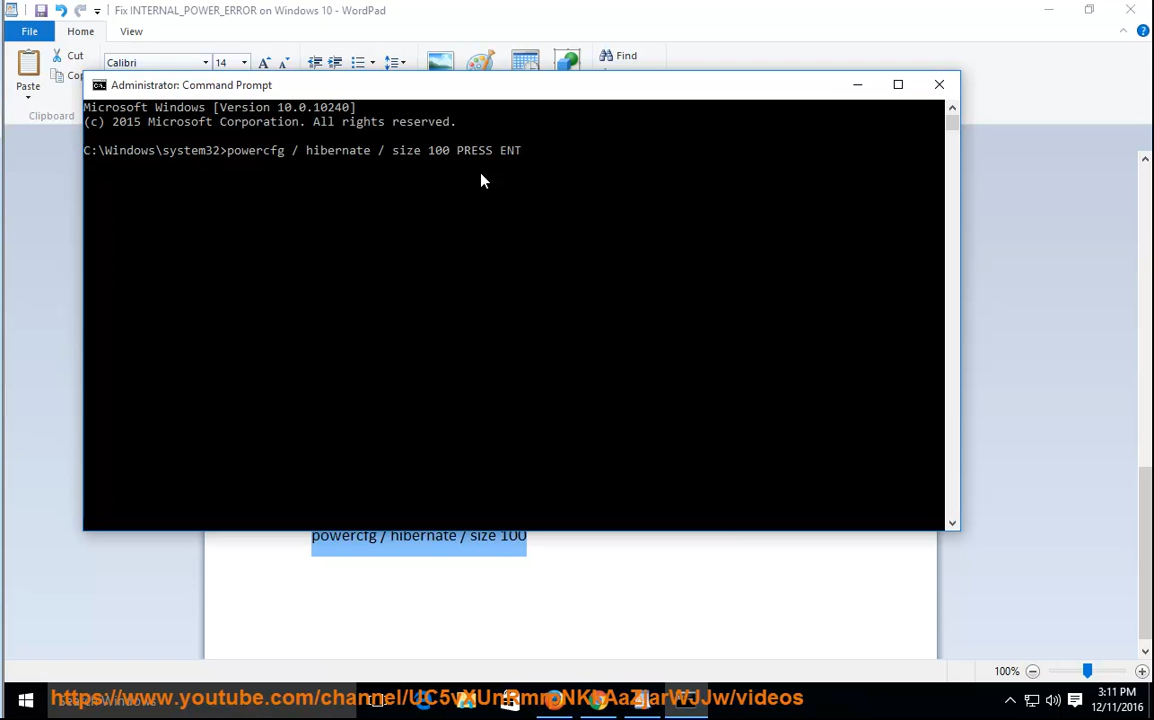 Fix INTERNAL_POWER_ERROR on Windows 10 - WordPad
File Home View
Paste
Cut
Calibri 14
Find
Clipboard
Administrator: Command Prompt
Microsoft Windows [Version 10.0.10240]
(c) 2015 Microsoft Corporation. All rights reserved.
C:\Windows\system32>powercfg / hibernate / size 100 PRESS ENT
powercfg / hibernate / size 100
100%
3:11 PM
12/11/2016